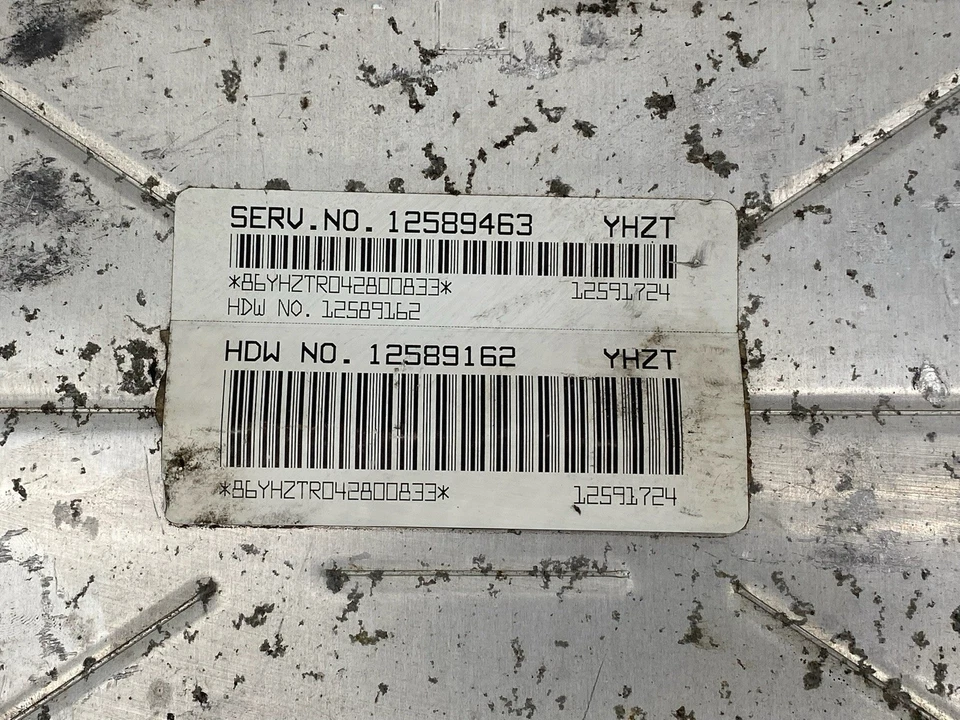 SERV.NO. 12589463 YHZT
*86YHZTR042800833* 12591724
HDW NO. 12589162
HDW NO. 12589162 YHZT
*86YHZTR042800833* 12591724